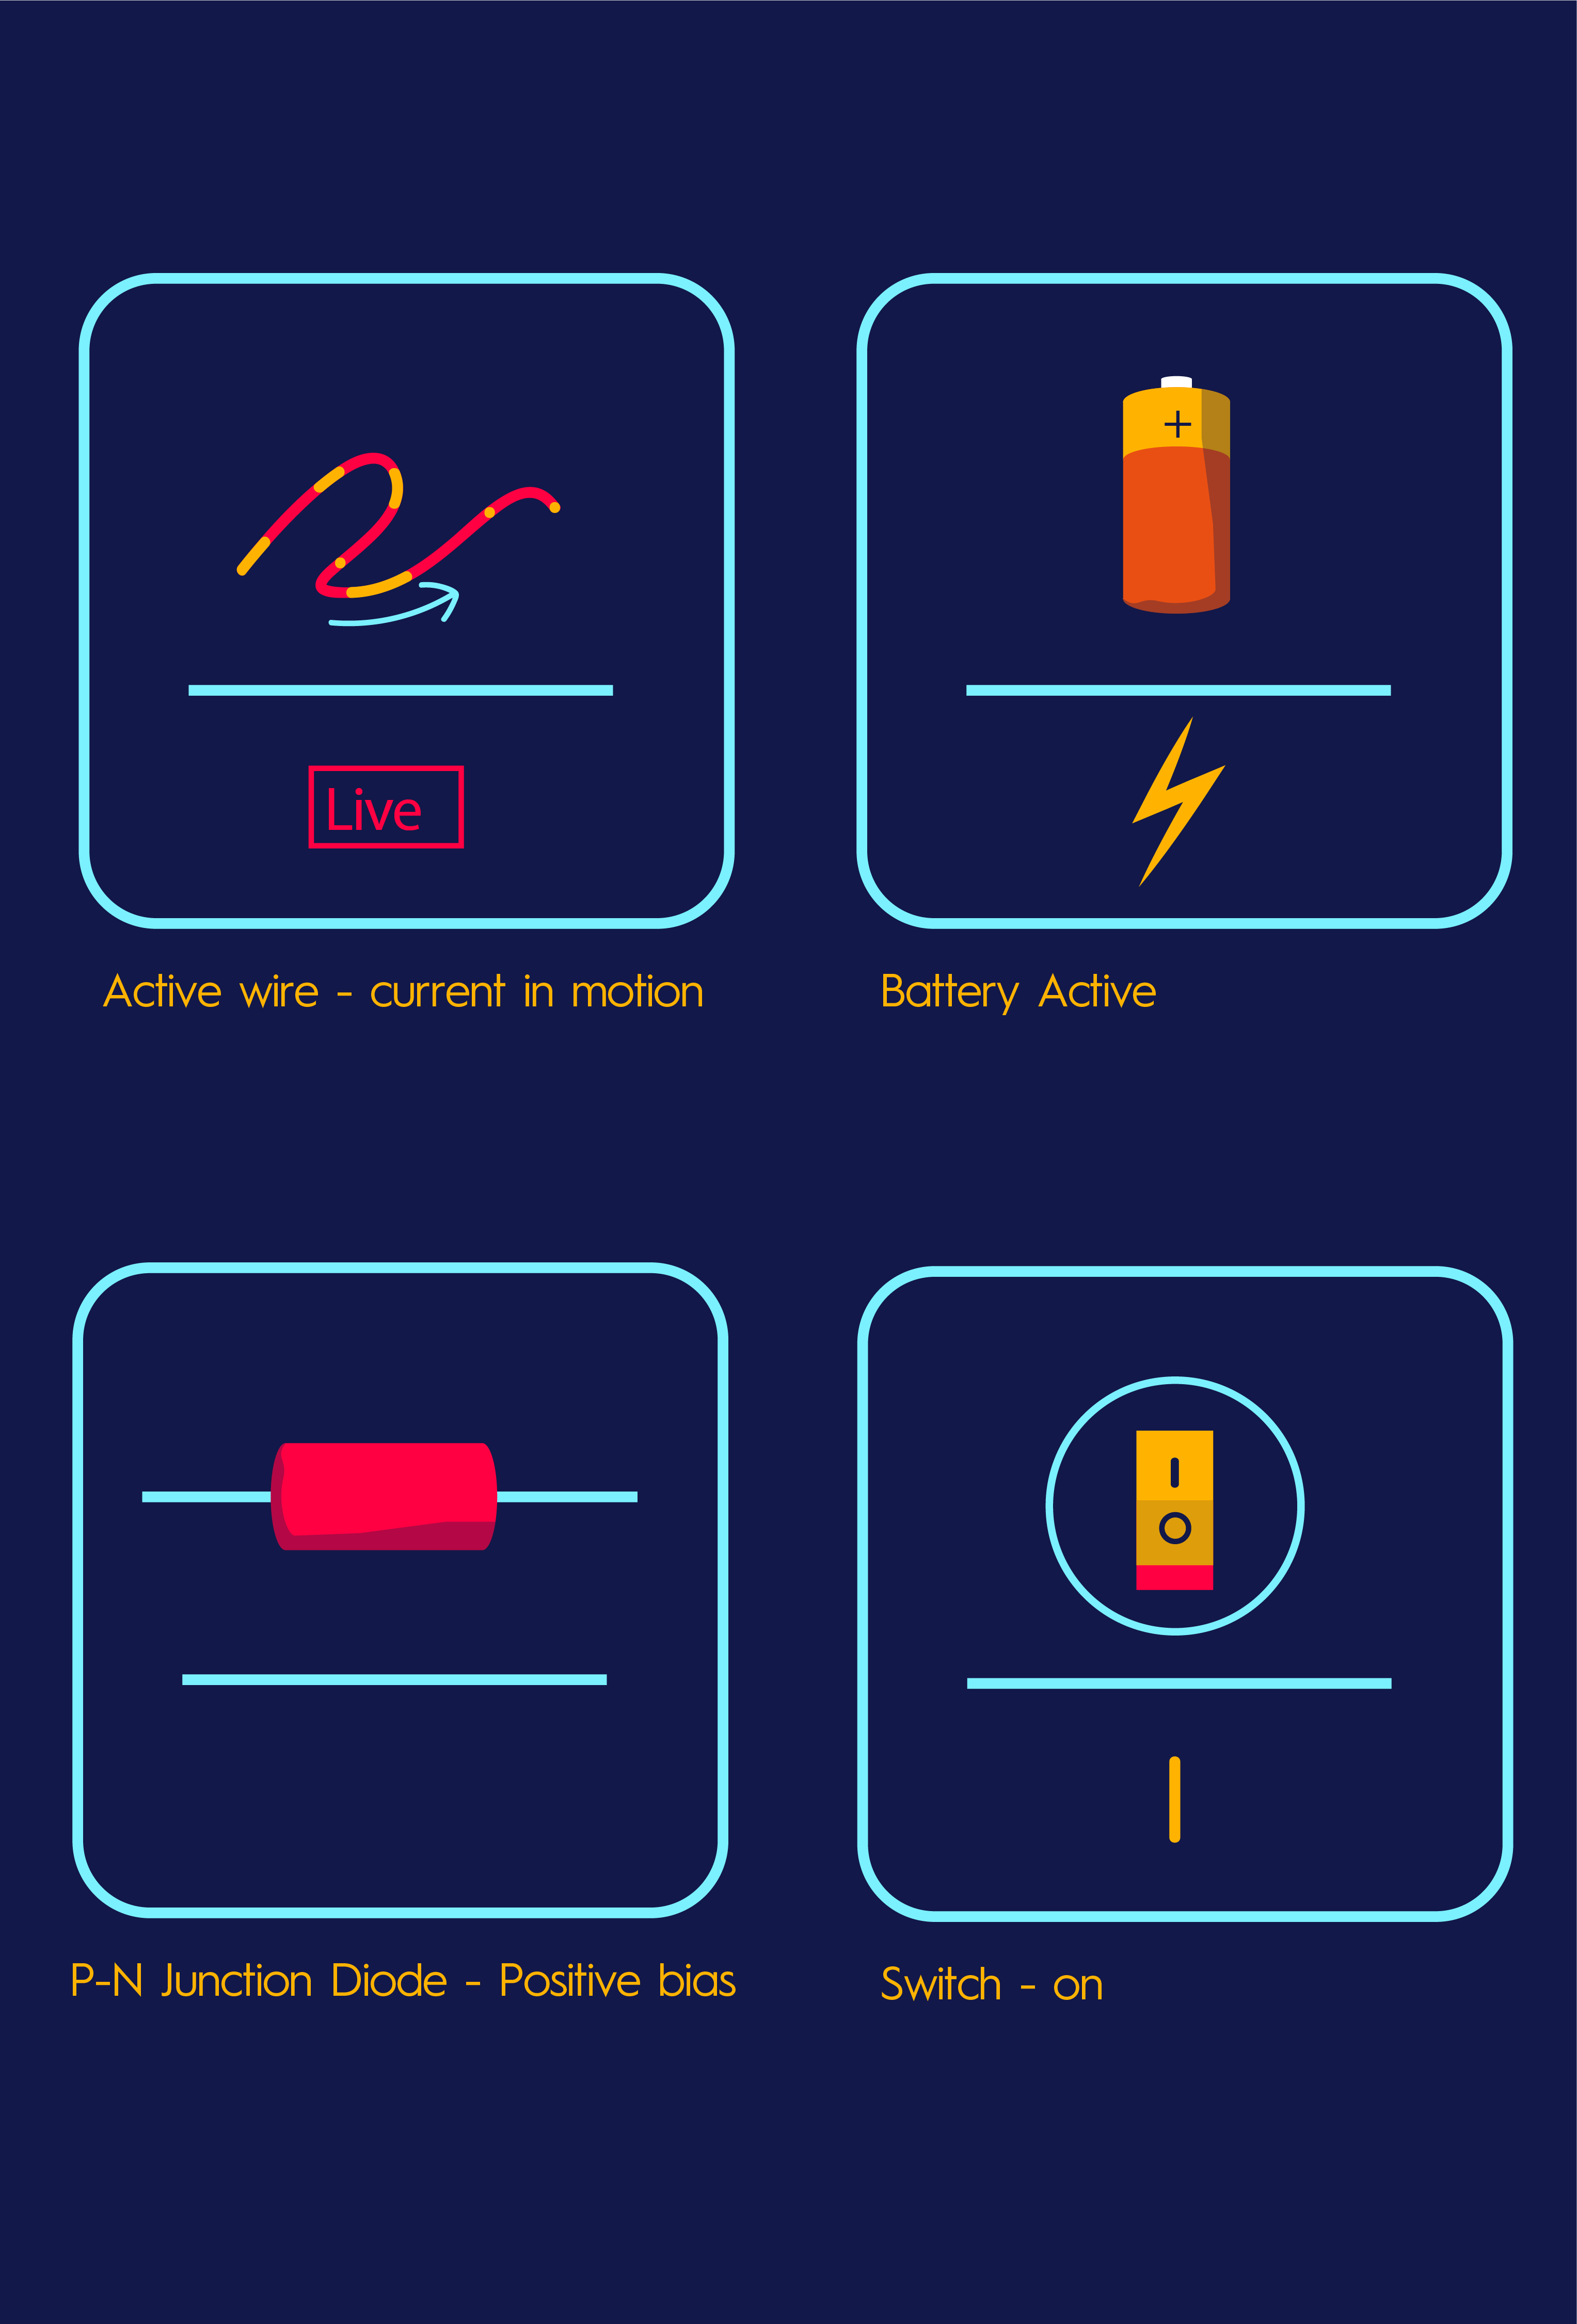 Live
+
Active wire - current in motion
Battery Active
I
O
I
P-N Junction Diode - Positive bias
Switch - on